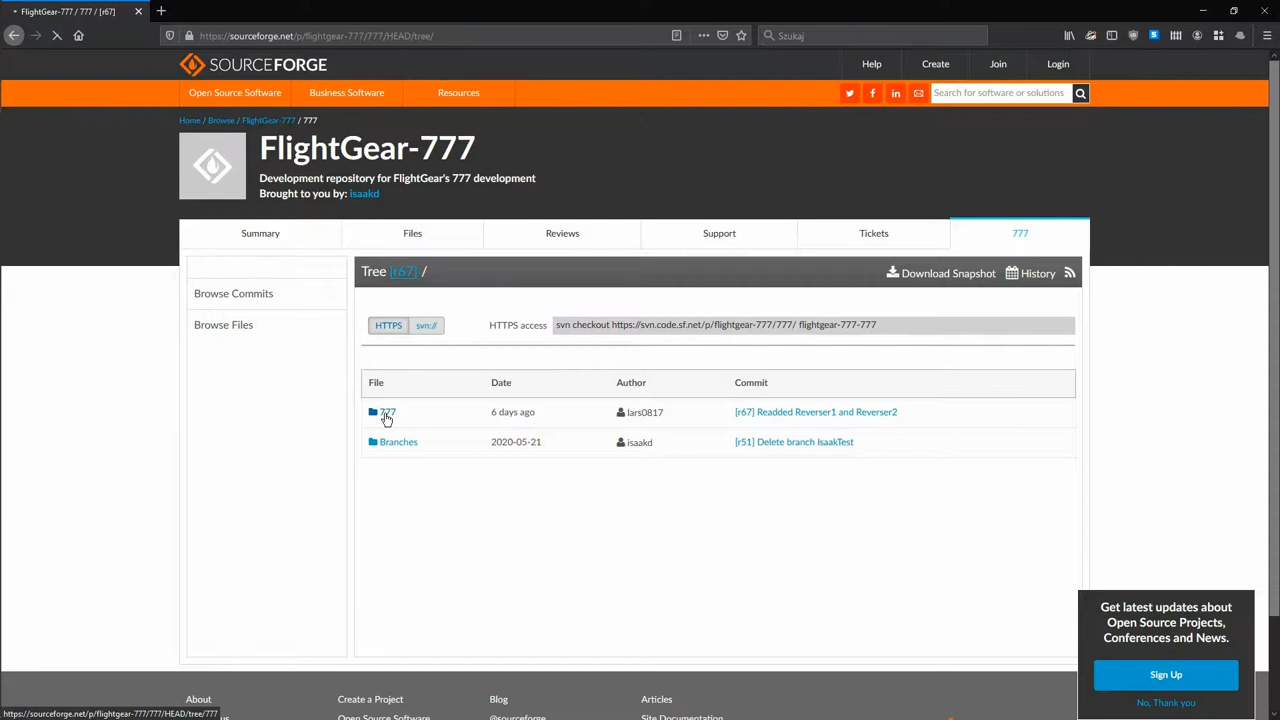 FlightGear-777 / 777 / [r67]
https://sourceforge.net/p/flightgear-777/777/HEAD/tree/
Szukaj
SOURCEFORGE
Help
Create
Join
Login
Open Source Software
Business Software
Resources
Search for software or solutions
Home / Browse / FlightGear-777 / 777
FlightGear-777
Development repository for FlightGear's 777 development
Brought to you by: isaakd
Summary
Files
Reviews
Support
Tickets
777
Browse Commits
Browse Files
Tree [r67] /
Download Snapshot
History
HTTPS
svn://
HTTPS access
svn checkout https://svn.code.sf.net/p/flightgear-777/777/ flightgear-777-777
File Date Author Commit
777 6 days ago lars0817 [r67] Readded Reverser1 and Reverser2
Branches 2020-05-21 isaakd [r51] Delete branch IsaakTest
Get latest updates about
Open Source Projects,
Conferences and News.
Sign Up
No, Thank you
About
Create a Project
Blog
Articles
Open Source Software
@sourceforge
Site Documentation
https://sourceforge.net/p/flightgear-777/777/HEAD/tree/777